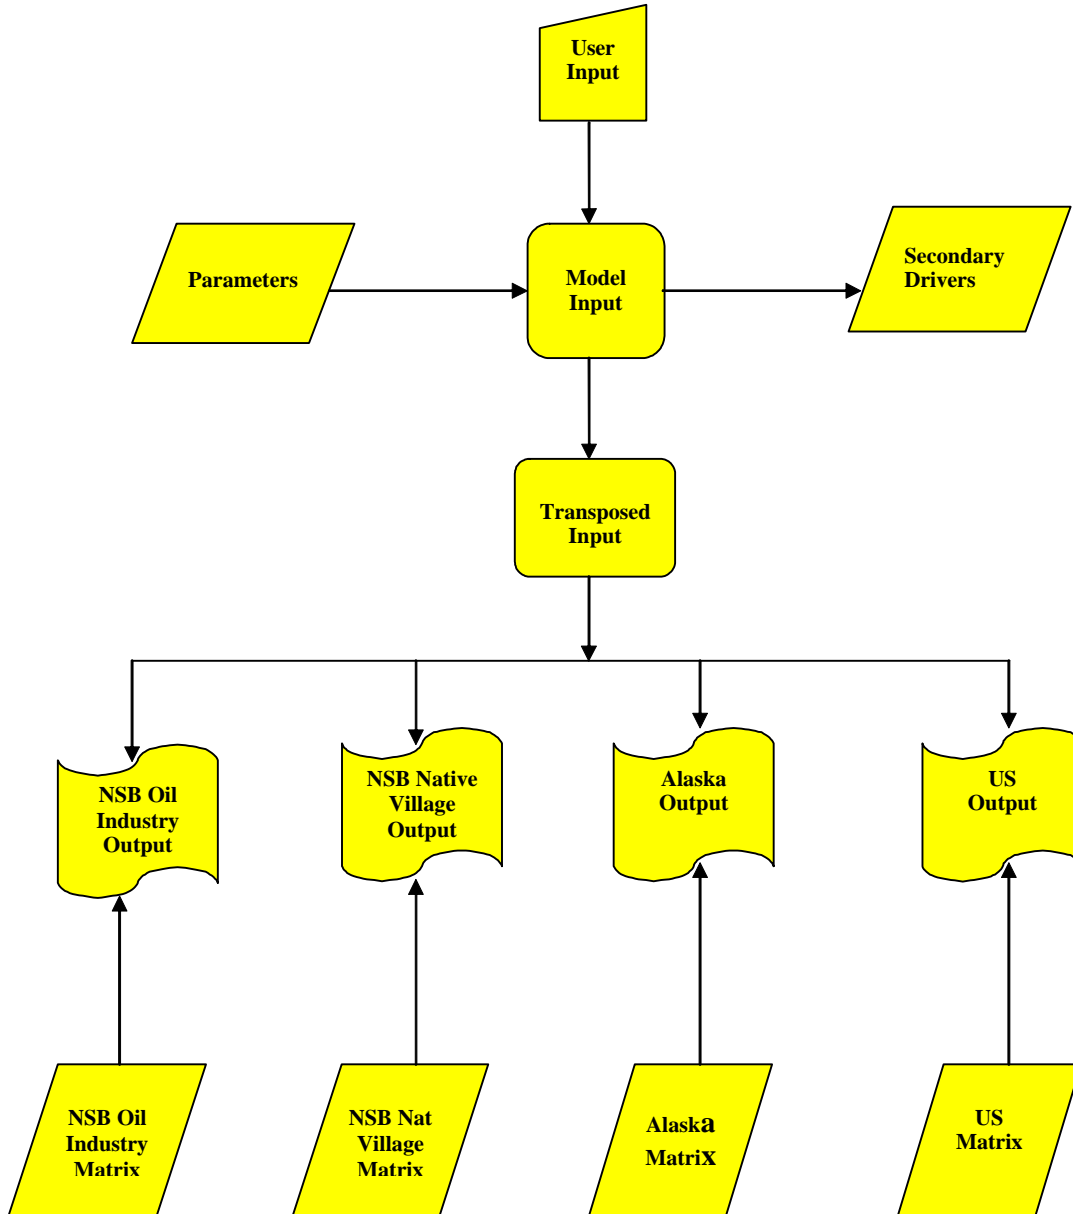 User
Input
Parameters
Model
Input
Secondary
Drivers
Transposed
Input
NSB Oil
Industry
Output
NSB Native
Village
Output
Alaska
Output
US
Output
NSB Oil
Industry
Matrix
NSB Nat
Village
Matrix
Alaska
Matrix
US
Matrix